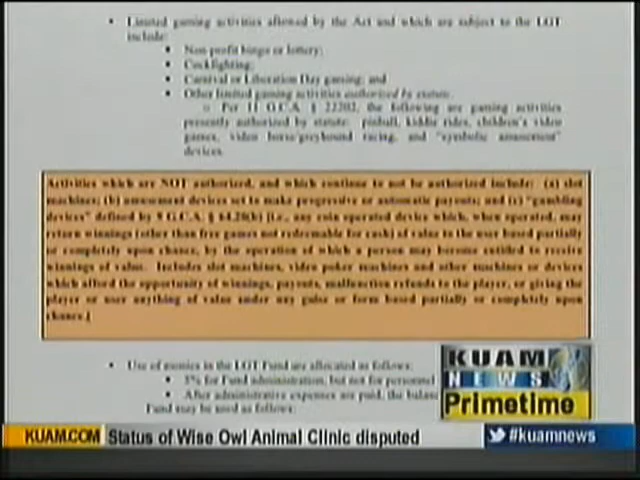 • Limited gaming activities allowed by the Act and which are subject to the LGT
include:
• Non-profit bingo or lottery;
• Cockfighting;
• Carnival or Liberation Day gaming; and
• Other limited gaming activities authorized by statute.
o Per 11 G.C.A. § 22202, the following are gaming activities
presently authorized by statute: pinball, kiddie rides, children's video
games, video horse/greyhound racing, and "symbolic amusement"
devices.
Activities which are NOT authorized, and which continue to not be authorized include: (a) slot
machines; (b) amusement devices set to make progressive or automatic payouts; and (c) "gambling
devices" defined by 9 G.C.A. § 64.20(b) [i.e., any coin operated device which, when operated, may
return winnings (other than free games not redeemable for cash) of value to the user based partially
or completely upon chance, by the operation of which a person may become entitled to receive
winnings of value. Includes slot machines, video poker machines and other machines or devices
which afford the opportunity of winnings, payouts, malfunction refunds to the player, or giving the
player or user anything of value under any guise or form based partially or completely upon
chance.]
• Use of monies in the LGT Fund are allocated as follows:
• 5% for Fund administration, but not for personnel
• After administrative expenses are paid, the balan
Fund may be used as follows:
KUAM
NEWS
Primetime
KUAM.COM Status of Wise Owl Animal Clinic disputed #kuamnews